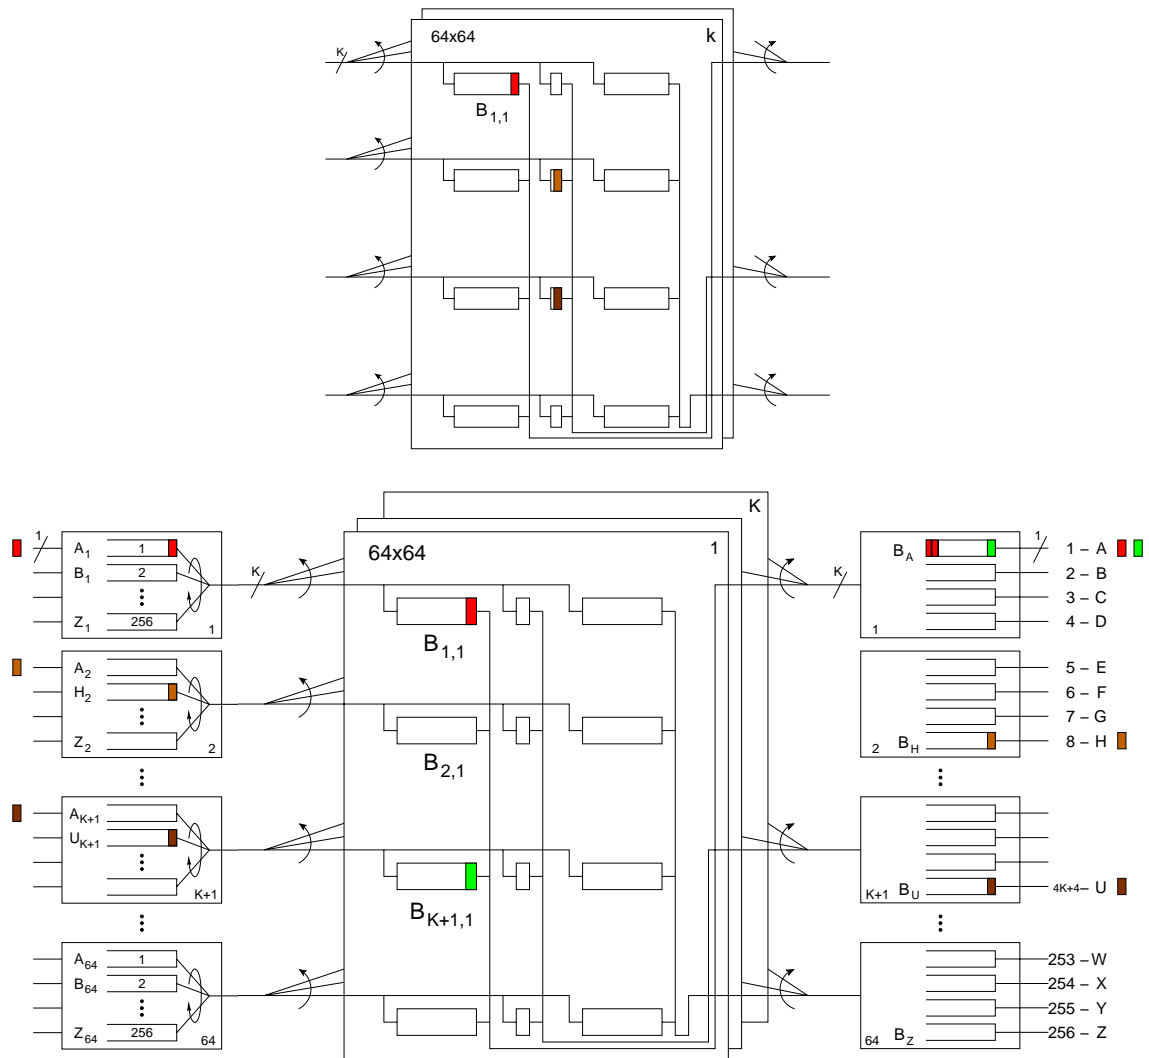 64x64 k
K
B1,1
K
1 1
A1 1 64x64 1 BA 1 – A
B1 2 K K 2 – B
3 – C
Z1 256 4 – D
1 B1,1 1
A2 5 – E
H2 6 – F
7 – G
Z2 2 B2,1 2 BH 8 – H
AK+1
UK+1
K+1 BK+1,1 K+1 BU 4K+4– U
A64 1 253 – W
B64 2 254 – X
255 – Y
Z64 256 64 64 BZ 256 – Z